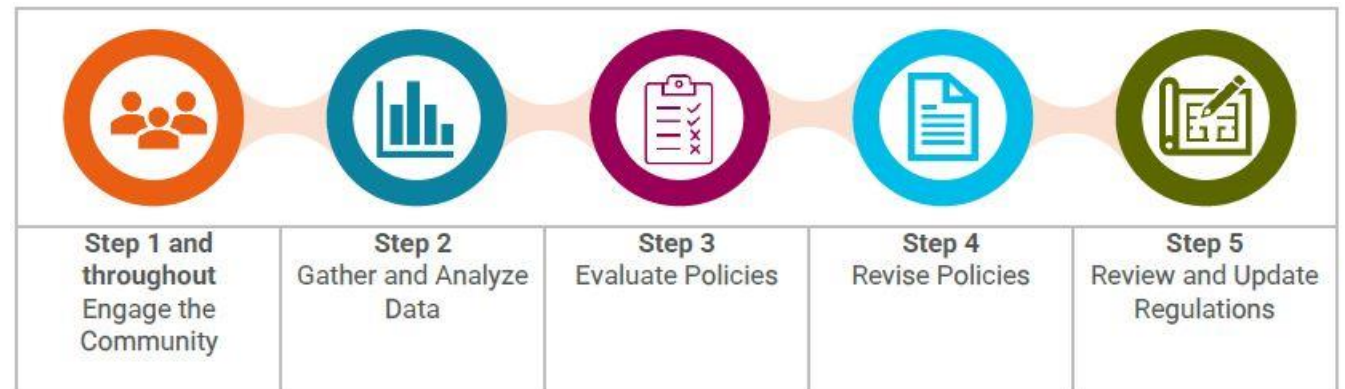 Step 1 and
throughout
Engage the
Community
Step 2
Gather and Analyze
Data
Step 3
Evaluate Policies
Step 4
Revise Policies
Step 5
Review and Update
Regulations